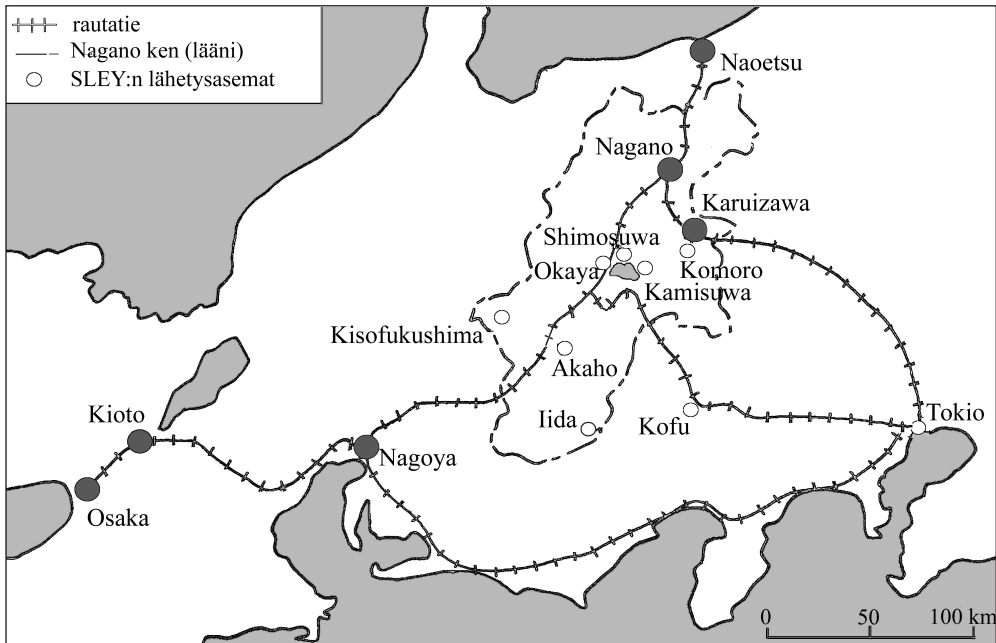 rautatie
Nagano ken (lääni)
SLEY:n lähetysasemat
Naoetsu
Nagano
Karuizawa
Shimosuwa
Okaya
Komoro
Kamisuwa
Kisofukushima
Akaho
Iida
Kofu
Tokio
Kioto
Nagoya
Osaka
0 50 100 km